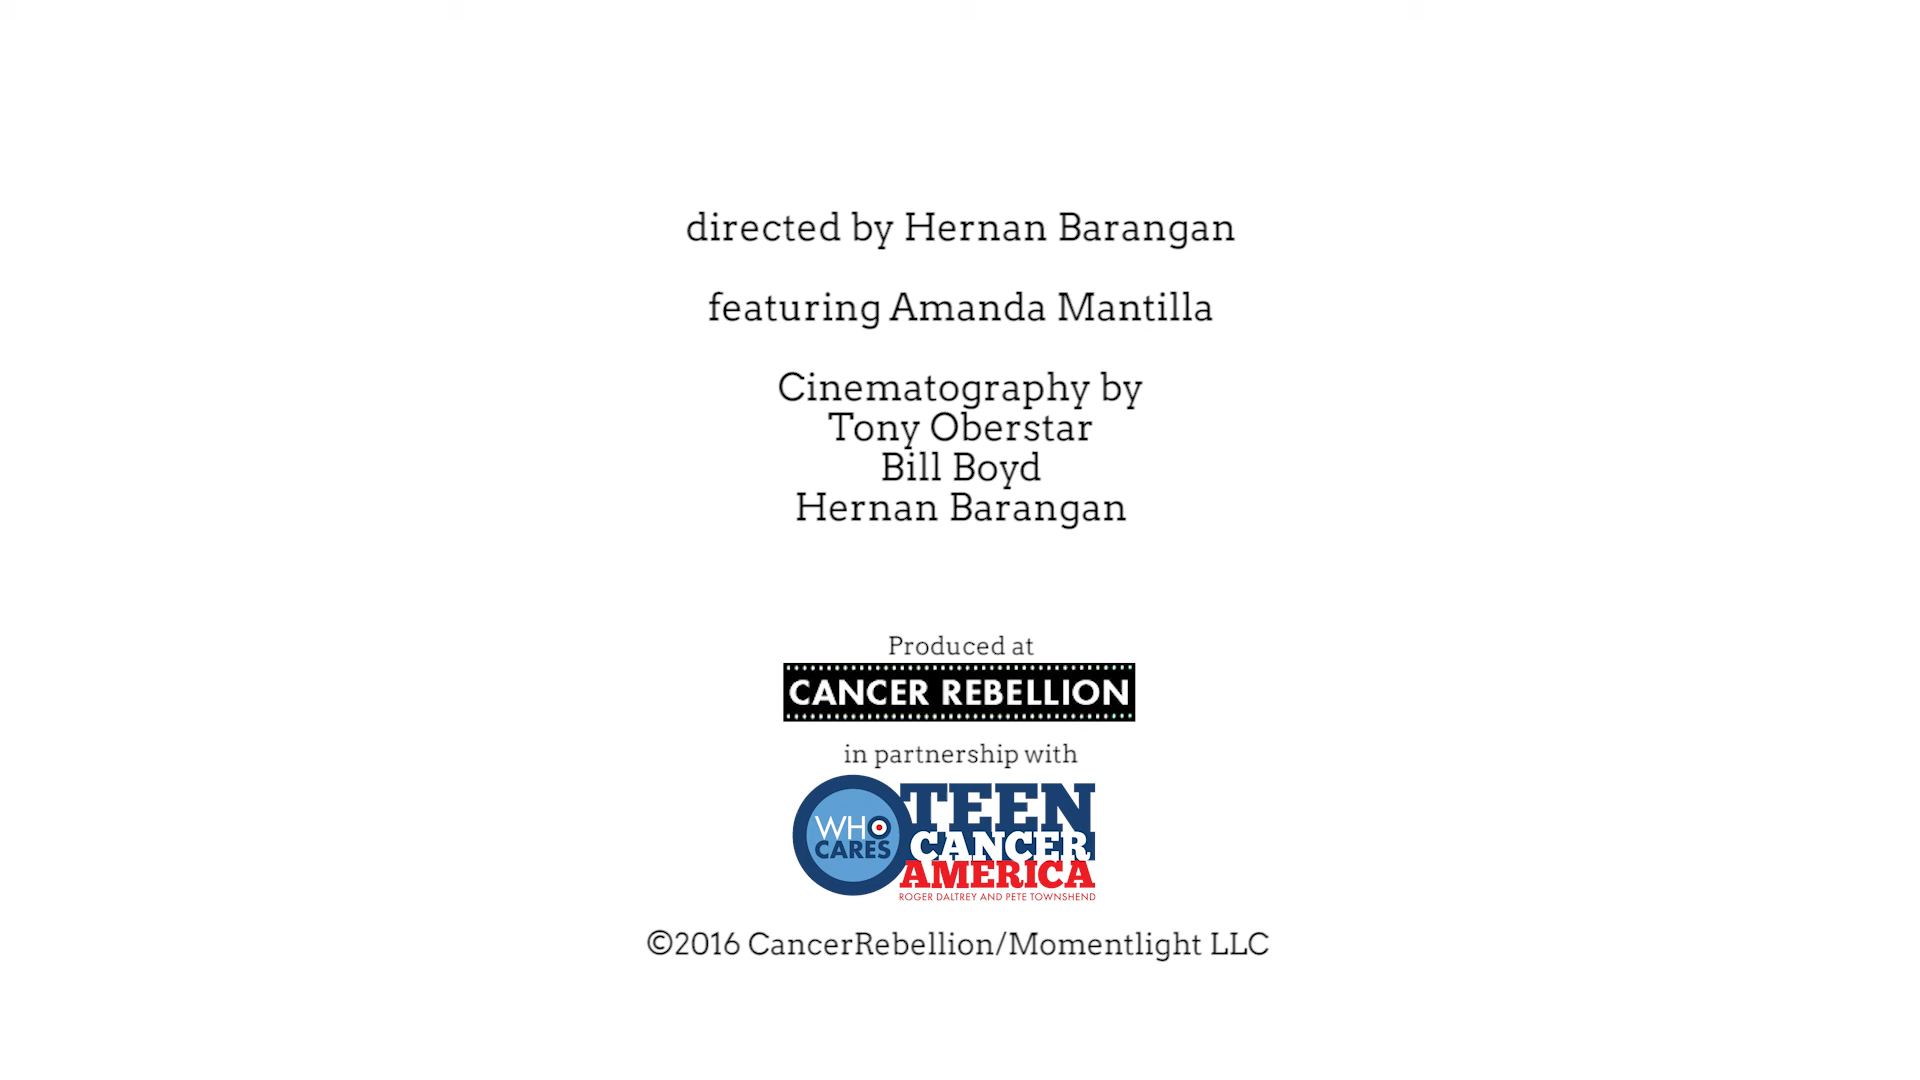 directed by Hernan Barangan
featuring Amanda Mantilla
Cinematography by
Tony Oberstar
Bill Boyd
Hernan Barangan
Produced at
CANCER REBELLION
in partnership with
WHO
CARES
TEEN
CANCER
AMERICA
ROGER DALTREY AND PETE TOWNSHEND
©2016 CancerRebellion/Momentlight LLC